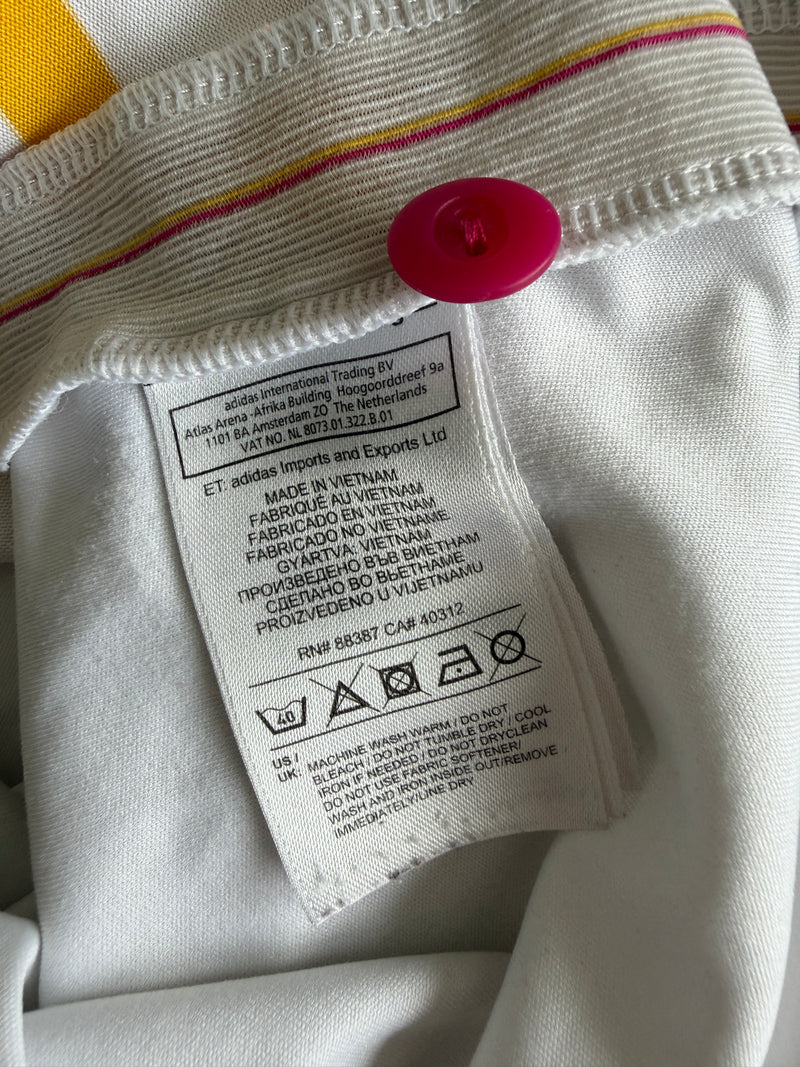 adidas International Trading BV
Atlas Arena -Afrika Building Hoogoorddreef 9a
1101 BA Amsterdam ZO The Netherlands
VAT NO. NL 8073.01.322.B.01
ET: adidas Imports and Exports Ltd
MADE IN VIETNAM
FABRIQUÉ AU VIETNAM
FABRICADO EN VIETNAM
FABRICADO NO VIETNAME
GYÁRTVA: VIETNAM
ПРОИЗВЕДЕНО ВЪВ ВИЕТНАМ
СДЕЛАНО ВО ВЬЕТНАМЕ
PROIZVEDENO U VIJETNAMU
RN# 88387 CA# 40312
40
US / UK: MACHINE WASH WARM / DO NOT
BLEACH / DO NOT TUMBLE DRY / COOL
IRON IF NEEDED / DO NOT DRYCLEAN
DO NOT USE FABRIC SOFTENER/
WASH AND IRON INSIDE OUT/REMOVE
IMMEDIATELY/LINE DRY